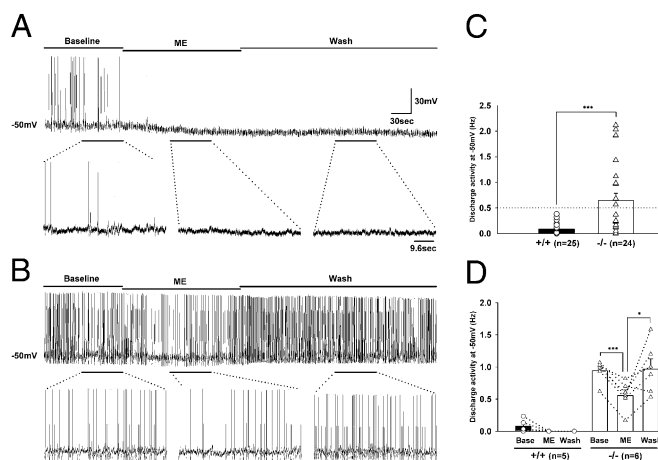 A
Baseline
ME
Wash
30mV
30sec
-50mV
9.6sec
B
Baseline
ME
Wash
-50mV
C
Discharge activity at -50mV (Hz)
2.5
2.0
1.5
1.0
0.5
0.0
***
+/+ (n=25)
-/- (n=24)
D
Discharge activity at -50mV (Hz)
2.0
1.5
1.0
0.5
0.0
***
*
Base ME Wash
Base ME Wash
+/+ (n=5)
-/- (n=6)